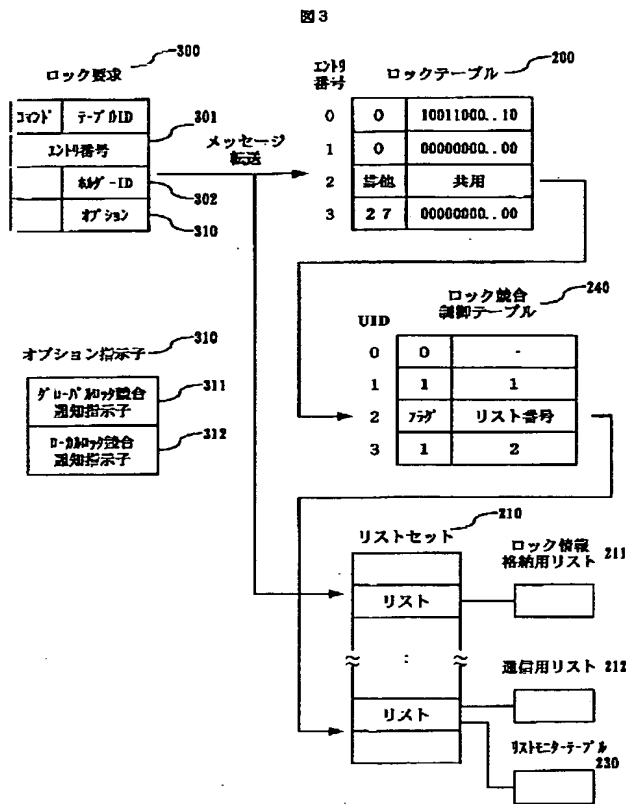 図3
ロック要求 300
コマンド テーブルID
エントリ番号 301
ホルダーID 302
オプション 310
メッセージ
転送
エントリ
番号
ロックテーブル 200
0 0 10011000..10
1 0 00000000..00
2 排他 共用
3 27 00000000..00
ロック競合
制御テーブル 240
UID
0 0 -
1 1 1
2 フラグ リスト番号
3 1 2
オプション指示子 310
グローバルロック競合
通知指示子 311
ローカルロック競合
通知指示子 312
リストセット 210
リスト
:
リスト
ロック情報
格納用リスト 211
通信用リスト 212
リストモニターテーブル
230